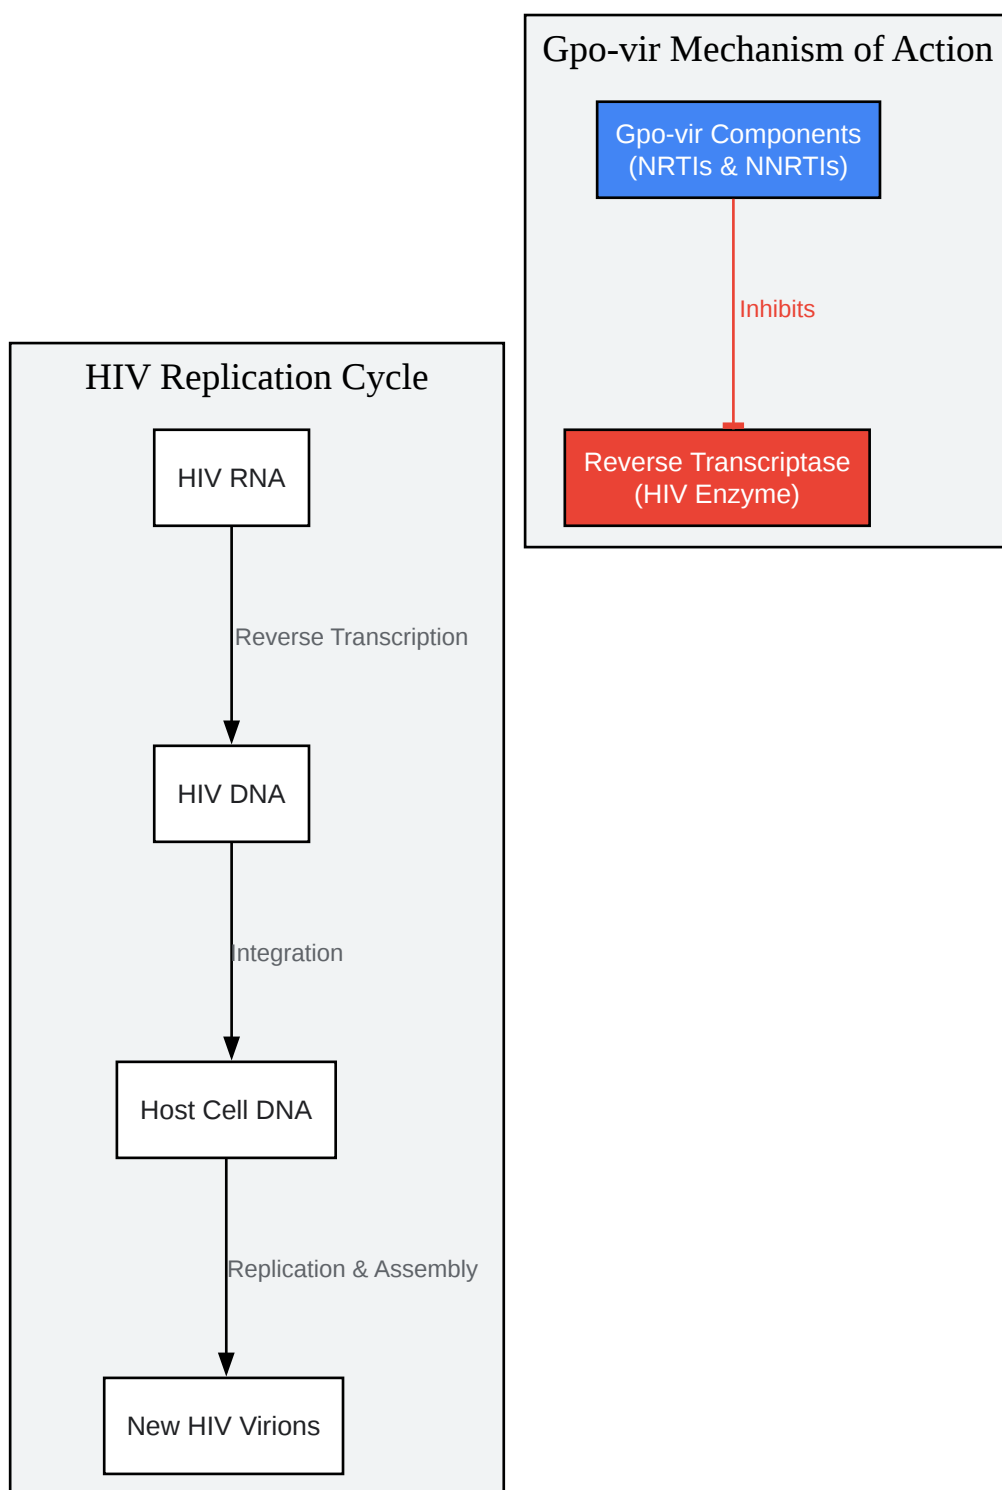 Gpo-vir Mechanism of Action
Gpo-vir Components
(NRTIs & NNRTIs)
Inhibits
Reverse Transcriptase
(HIV Enzyme)
HIV Replication Cycle
HIV RNA
Reverse Transcription
HIV DNA
Integration
Host Cell DNA
Replication & Assembly
New HIV Virions